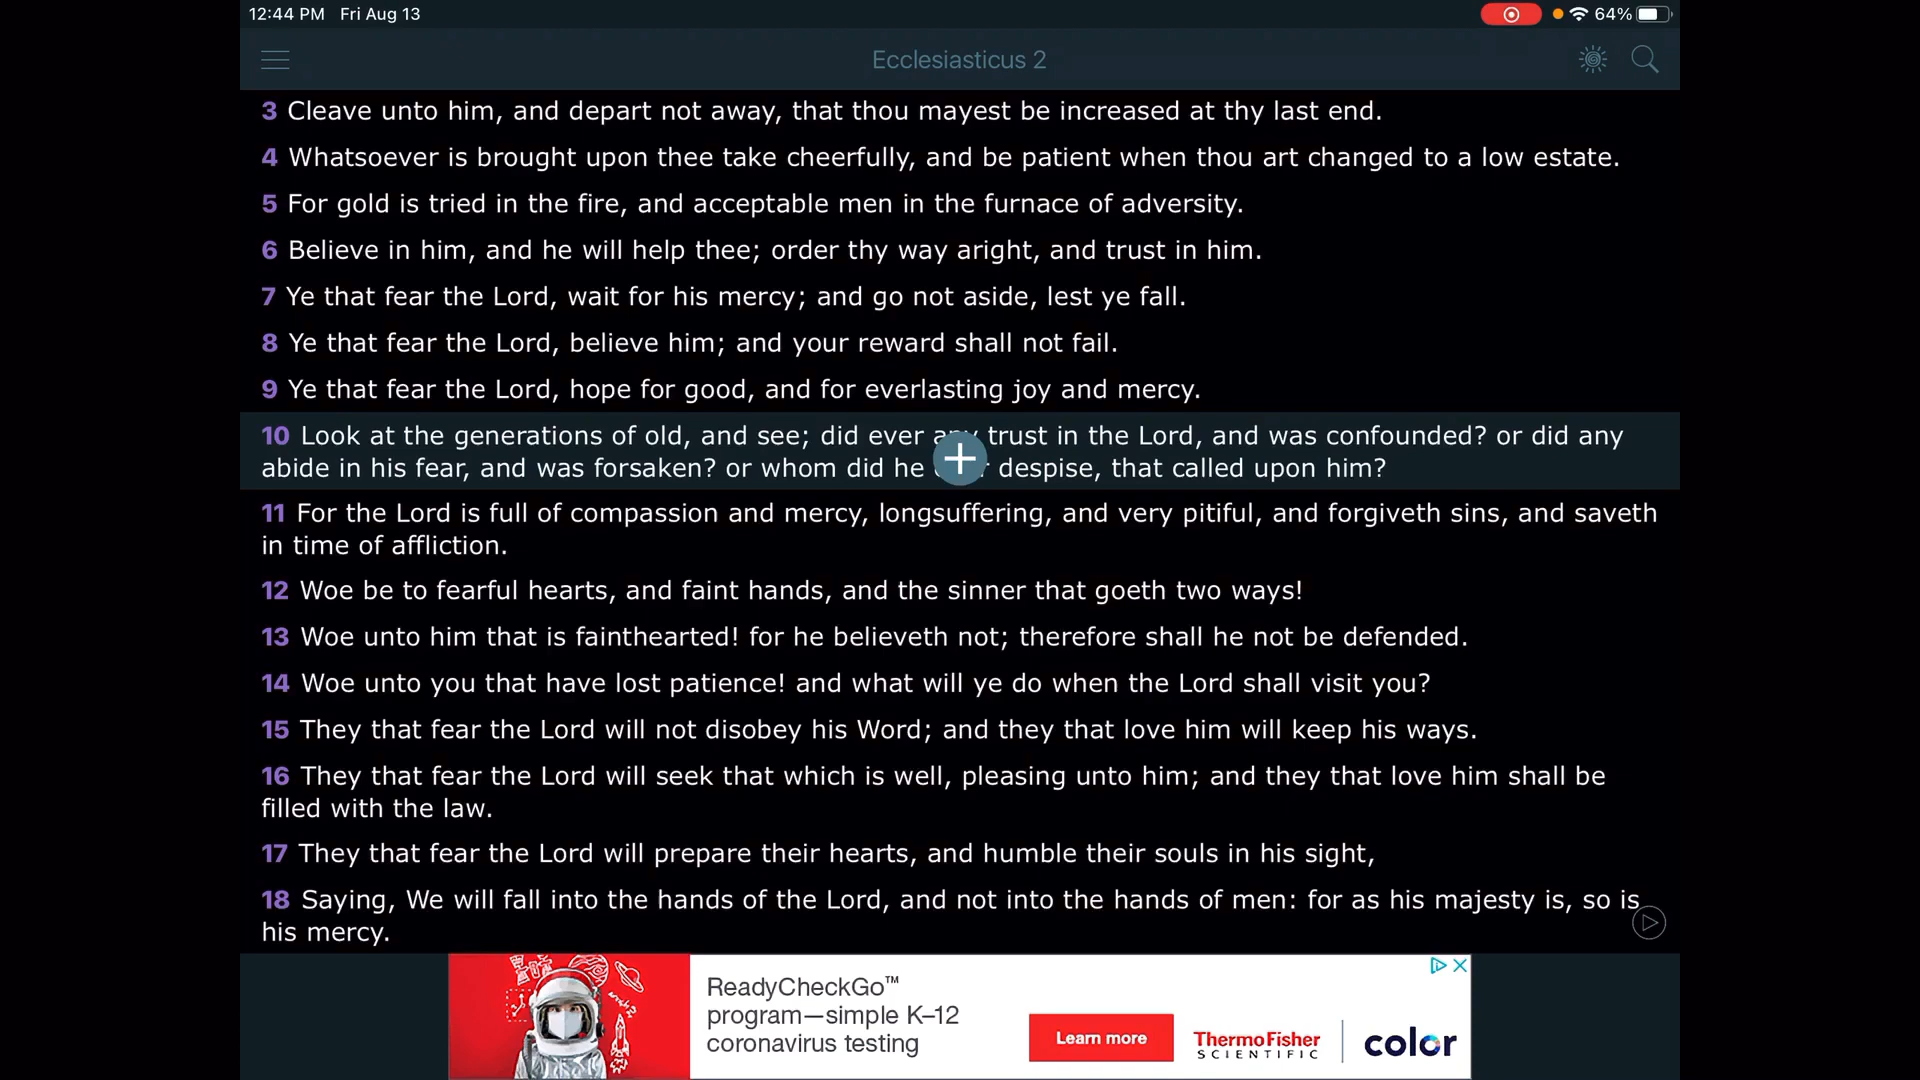 12:44 PM Fri Aug 13
64%
Ecclesiasticus 2
3 Cleave unto him, and depart not away, that thou mayest be increased at thy last end.
4 Whatsoever is brought upon thee take cheerfully, and be patient when thou art changed to a low estate.
5 For gold is tried in the fire, and acceptable men in the furnace of adversity.
6 Believe in him, and he will help thee; order thy way aright, and trust in him.
7 Ye that fear the Lord, wait for his mercy; and go not aside, lest ye fall.
8 Ye that fear the Lord, believe him; and your reward shall not fail.
9 Ye that fear the Lord, hope for good, and for everlasting joy and mercy.
10 Look at the generations of old, and see; did ever any trust in the Lord, and was confounded? or did any
abide in his fear, and was forsaken? or whom did he despise, that called upon him?
11 For the Lord is full of compassion and mercy, longsuffering, and very pitiful, and forgiveth sins, and saveth
in time of affliction.
12 Woe be to fearful hearts, and faint hands, and the sinner that goeth two ways!
13 Woe unto him that is fainthearted! for he believeth not; therefore shall he not be defended.
14 Woe unto you that have lost patience! and what will ye do when the Lord shall visit you?
15 They that fear the Lord will not disobey his Word; and they that love him will keep his ways.
16 They that fear the Lord will seek that which is well, pleasing unto him; and they that love him shall be
filled with the law.
17 They that fear the Lord will prepare their hearts, and humble their souls in his sight,
18 Saying, We will fall into the hands of the Lord, and not into the hands of men: for as his majesty is, so is
his mercy.
ReadyCheckGo™
program—simple K–12
coronavirus testing
Learn more
ThermoFisher
SCIENTIFIC
color